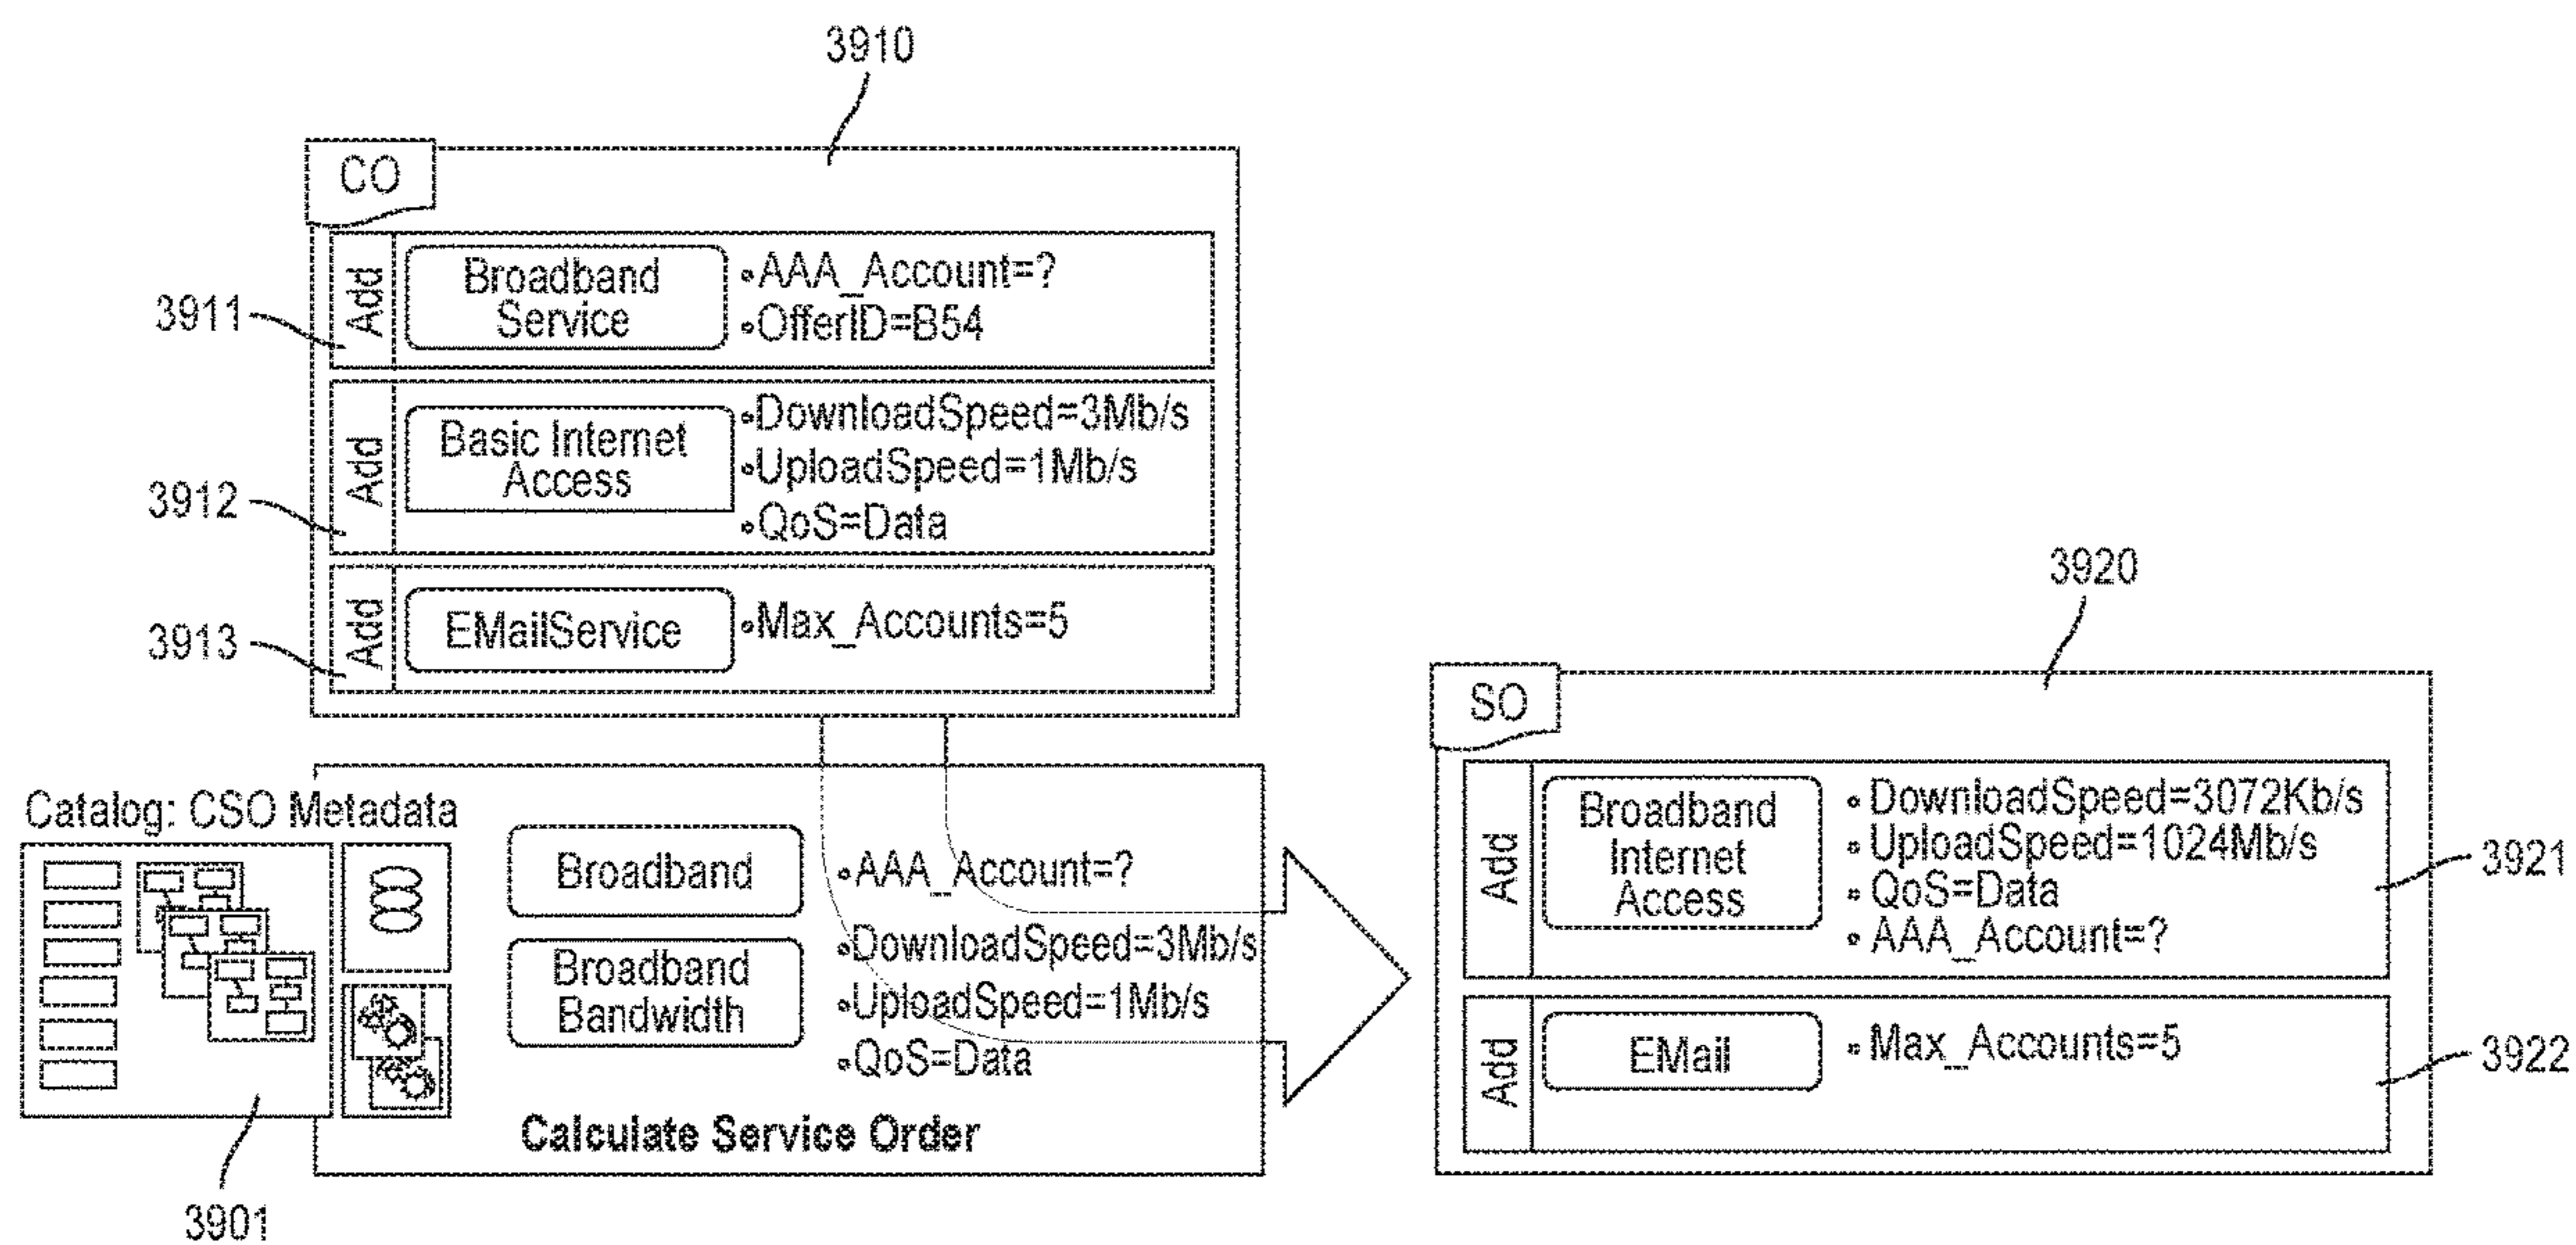 3910
CO
3911
Add
Broadband
Service
•AAA_Account=?
•OfferID=B54
3912
Add
Basic Internet
Access
•DownloadSpeed=3Mb/s
•UploadSpeed=1Mb/s
•QoS=Data
3913
Add
EMailService
•Max_Accounts=5
Catalog: CSO Metadata
3901
Broadband
•AAA_Account=?
Broadband
Bandwidth
•DownloadSpeed=3Mb/s
•UploadSpeed=1Mb/s
•QoS=Data
Calculate Service Order
3920
SO
Add
Broadband
Internet
Access
• DownloadSpeed=3072Kb/s
• UploadSpeed=1024Mb/s
• QoS=Data
• AAA_Account=?
3921
Add
EMail
• Max_Accounts=5
3922